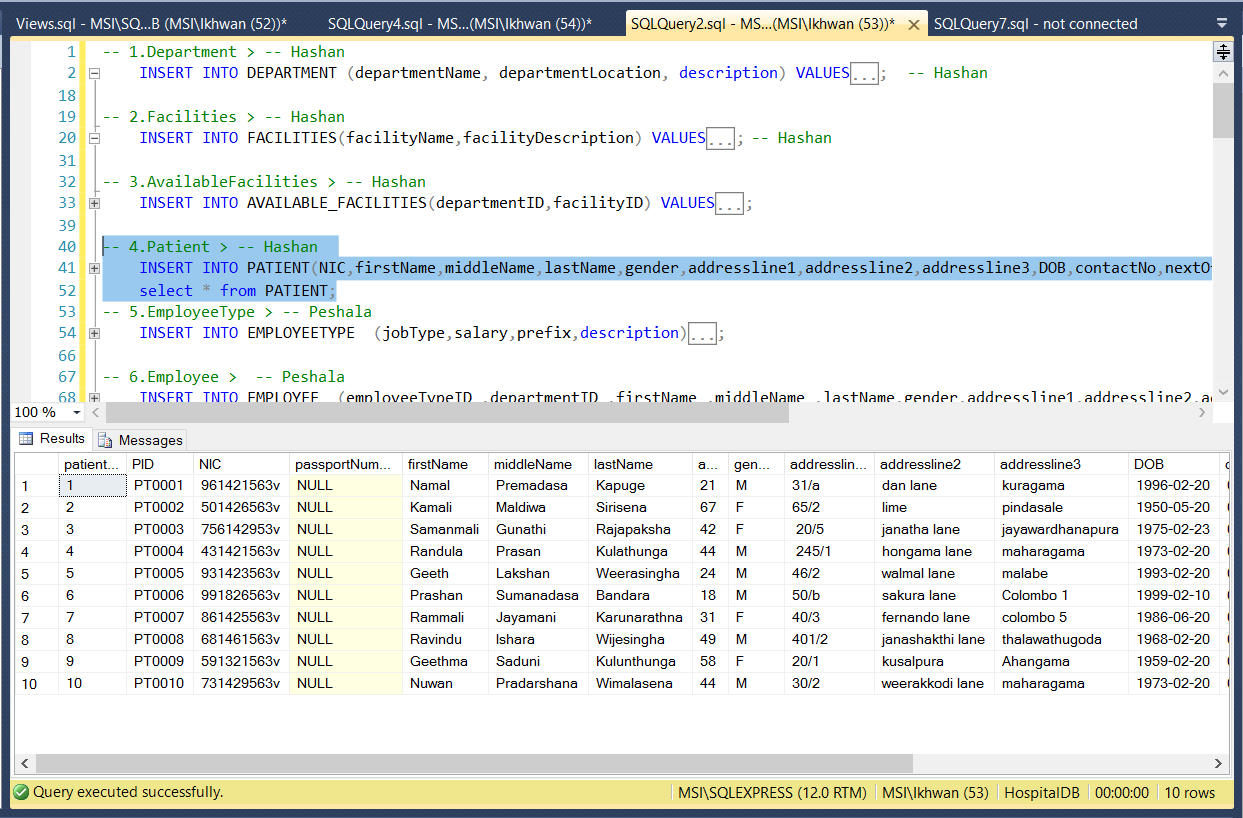 Views.sql - MSI\SQ...B (MSI\Ikhwan (52))* SQLQuery4.sql - MS...(MSI\Ikhwan (54))* SQLQuery2.sql - MS...(MSI\Ikhwan (53))* SQLQuery7.sql - not connected
1 -- 1.Department > -- Hashan
2 INSERT INTO DEPARTMENT (departmentName, departmentLocation, description) VALUES...; -- Hashan
18
19 -- 2.Facilities > -- Hashan
20 INSERT INTO FACILITIES(facilityName,facilityDescription) VALUES...; -- Hashan
31
32 -- 3.AvailableFacilities > -- Hashan
33 INSERT INTO AVAILABLE_FACILITIES(departmentID,facilityID) VALUES...;
39
40 -- 4.Patient > -- Hashan
41 INSERT INTO PATIENT(NIC,firstName,middleName,lastName,gender,addressline1,addressline2,addressline3,DOB,contactNo,nextO
52 select * from PATIENT;
53 -- 5.EmployeeType > -- Peshala
54 INSERT INTO EMPLOYEETYPE (jobType,salary,prefix,description)...;
66
67 -- 6.Employee > -- Peshala
68 INSERT INTO EMPLOYEE (employeeTypeID ,departmentID ,firstName ,middleName ,lastName,gender,addressline1,addressline2,a
100 %
Results Messages
patient... PID NIC passportNum... firstName middleName lastName a... gen... addresslin... addressline2 addressline3 DOB
1 1 PT0001 961421563v NULL Namal Premadasa Kapuge 21 M 31/a dan lane kuragama 1996-02-20
2 2 PT0002 501426563v NULL Kamali Maldiwa Sirisena 67 F 65/2 lime pindasale 1950-05-20
3 3 PT0003 756142953v NULL Samanmali Gunathi Rajapaksha 42 F 20/5 janatha lane jayawardhanapura 1975-02-23
4 4 PT0004 431421563v NULL Randula Prasan Kulathunga 44 M 245/1 hongama lane maharagama 1973-02-20
5 5 PT0005 931423563v NULL Geeth Lakshan Weerasingha 24 M 46/2 walmal lane malabe 1993-02-20
6 6 PT0006 991826563v NULL Prashan Sumanadasa Bandara 18 M 50/b sakura lane Colombo 1 1999-02-10
7 7 PT0007 861425563v NULL Rammali Jayamani Karunarathna 31 F 40/3 fernando lane colombo 5 1986-06-20
8 8 PT0008 681461563v NULL Ravindu Ishara Wijesingha 49 M 401/2 janashakthi lane thalawathugoda 1968-02-20
9 9 PT0009 591321563v NULL Geethma Saduni Kulunthunga 58 F 20/1 kusalpura Ahangama 1959-02-20
10 10 PT0010 731429563v NULL Nuwan Pradarshana Wimalasena 44 M 30/2 weerakkodi lane maharagama 1973-02-20
Query executed successfully. MSI\SQLEXPRESS (12.0 RTM) MSI\Ikhwan (53) HospitalDB 00:00:00 10 rows